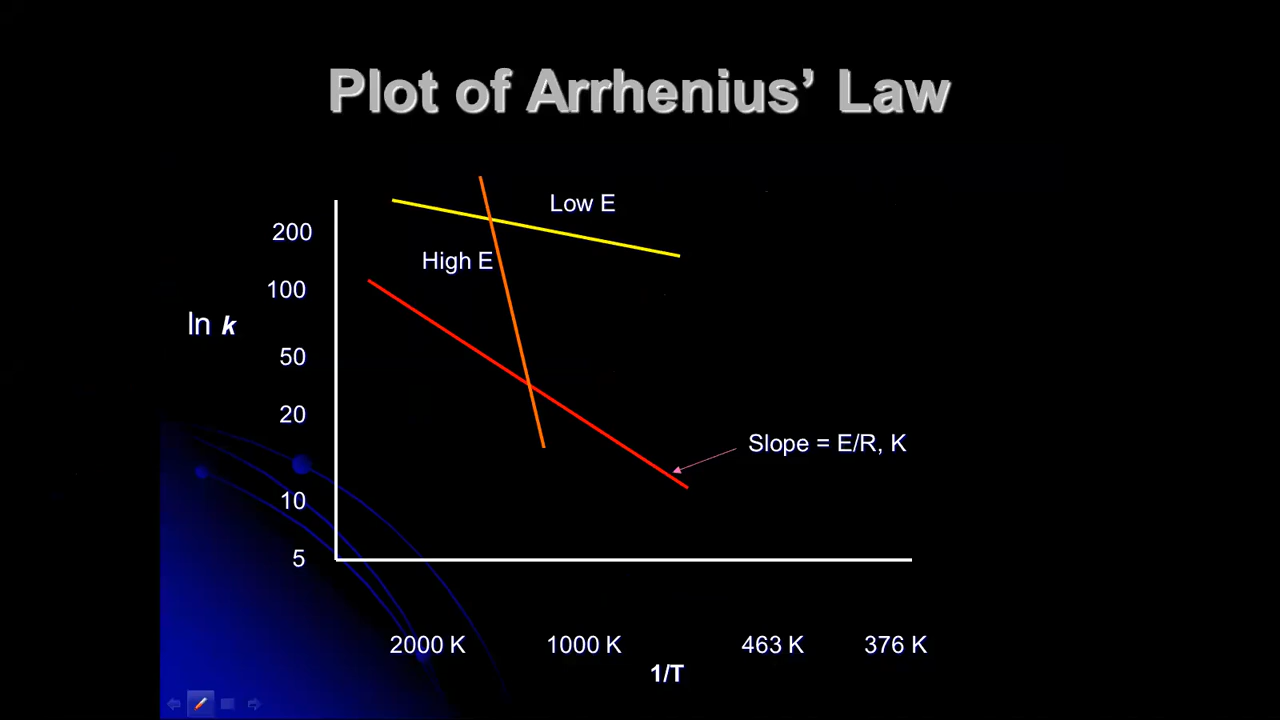 Plot of Arrhenius’ Law
Low E
200
High E
100
ln k
50
20
Slope = E/R, K
10
5
2000 K 1000 K 463 K 376 K
1/T